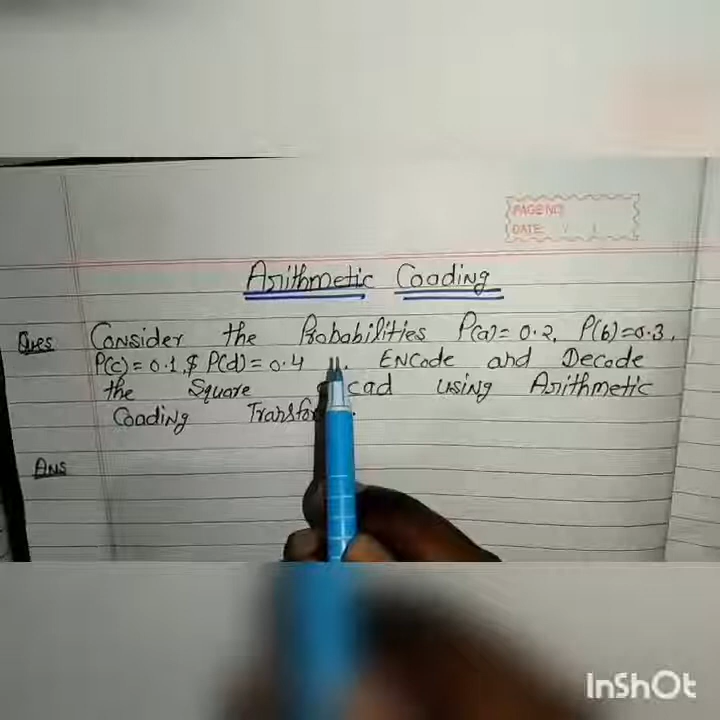 PAGE NO.
DATE: / /
Arithmetic Coading
Ques Consider the Probabilities P(a)=0.2, P(b)=0.3,
P(c)=0.1, $ P(d)=0.4 . Encode and Decode
the Square cad using Arithmetic
Coading
Ans
InShOt